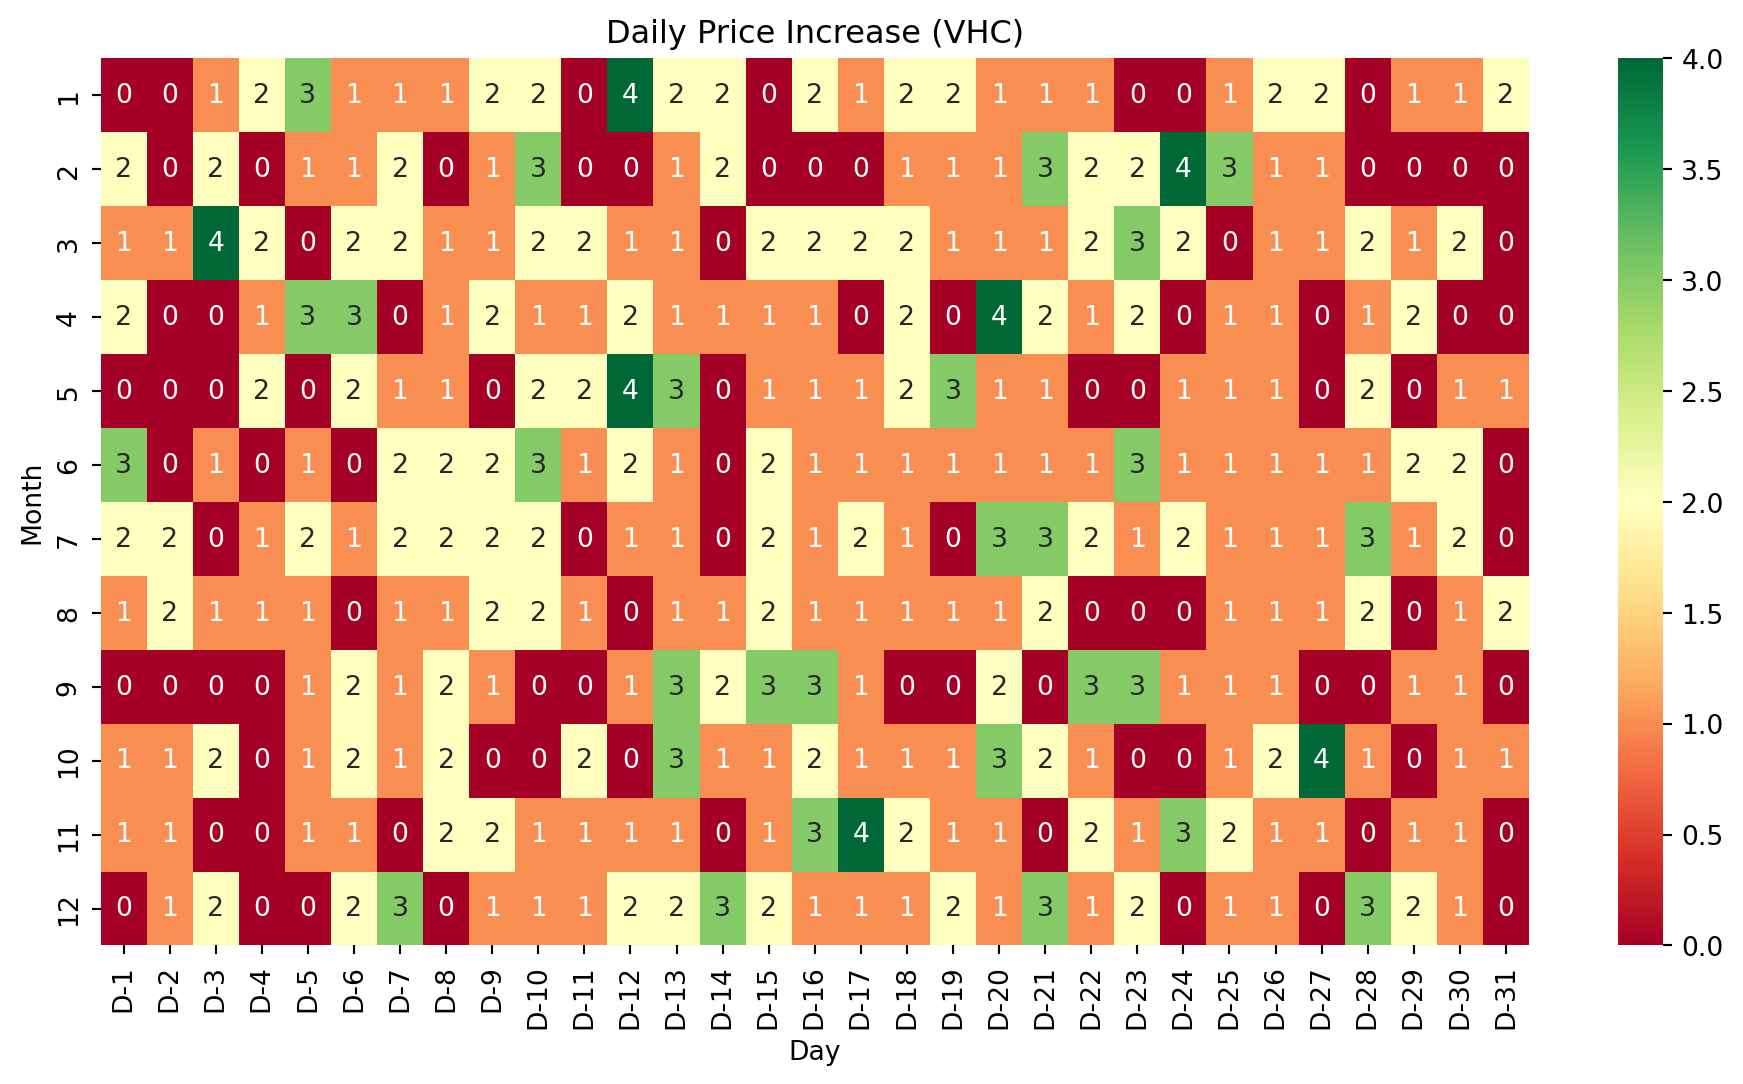 Daily Price Increase (VHC)
1 0 0 1 2 3 1 1 1 2 2 0 4 2 2 0 2 1 2 2 1 1 1 0 0 1 2 2 0 1 1 2
2 2 0 2 0 1 1 2 0 1 3 0 0 1 2 0 0 0 1 1 1 3 2 2 4 3 1 1 0 0 0 0
3 1 1 4 2 0 2 2 1 1 2 2 1 1 0 2 2 2 2 1 1 1 2 3 2 0 1 1 2 1 2 0
4 2 0 0 1 3 3 0 1 2 1 1 2 1 1 1 1 0 2 0 4 2 1 2 0 1 1 0 1 2 0 0
5 0 0 0 2 0 2 1 1 0 2 2 4 3 0 1 1 1 2 3 1 1 0 0 1 1 1 0 2 0 1 1
6 3 0 1 0 1 0 2 2 2 3 1 2 1 0 2 1 1 1 1 1 1 1 3 1 1 1 1 1 2 2 0
7 2 2 0 1 2 1 2 2 2 2 0 1 1 0 2 1 2 1 0 3 3 2 1 2 1 1 1 3 1 2 0
8 1 2 1 1 1 0 1 1 2 2 1 0 1 1 2 1 1 1 1 1 2 0 0 0 1 1 1 2 0 1 2
9 0 0 0 0 1 2 1 2 1 0 0 1 3 2 3 3 1 0 0 2 0 3 3 1 1 1 0 0 1 1 0
10 1 1 2 0 1 2 1 2 0 0 2 0 3 1 1 2 1 1 1 3 2 1 0 0 1 2 4 1 0 1 1
11 1 1 0 0 1 1 0 2 2 1 1 1 1 0 1 3 4 2 1 1 0 2 1 3 2 1 1 0 1 1 0
12 0 1 2 0 0 2 3 0 1 1 1 2 2 3 2 1 1 1 2 1 3 1 2 0 1 1 0 3 2 1 0
D-1 D-2 D-3 D-4 D-5 D-6 D-7 D-8 D-9 D-10 D-11 D-12 D-13 D-14 D-15 D-16 D-17 D-18 D-19 D-20 D-21 D-22 D-23 D-24 D-25 D-26 D-27 D-28 D-29 D-30 D-31
Day
Month
4.0
3.5
3.0
2.5
2.0
1.5
1.0
0.5
0.0